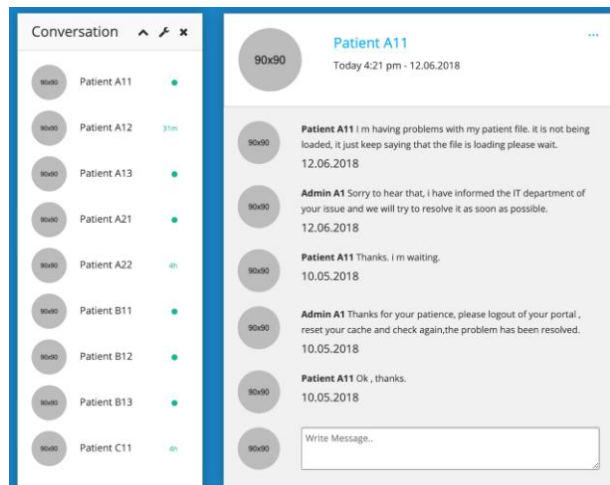 Conversation
90x90 Patient A11
90x90 Patient A12 31m
90x90 Patient A13
90x90 Patient A21
90x90 Patient A22 4h
90x90 Patient B11
90x90 Patient B12
90x90 Patient B13
90x90 Patient C11 4h
90x90
Patient A11
...
Today 4:21 pm - 12.06.2018
90x90
Patient A11 I m having problems with my patient file. it is not being
loaded, it just keep saying that the file is loading please wait.
12.06.2018
90x90
Admin A1 Sorry to hear that, i have informed the IT department of
your issue and we will try to resolve it as soon as possible.
12.06.2018
90x90
Patient A11 Thanks. i m waiting.
10.05.2018
90x90
Admin A1 Thanks for your patience, please logout of your portal ,
reset your cache and check again,the problem has been resolved.
10.05.2018
90x90
Patient A11 Ok , thanks.
10.05.2018
90x90
Write Message..